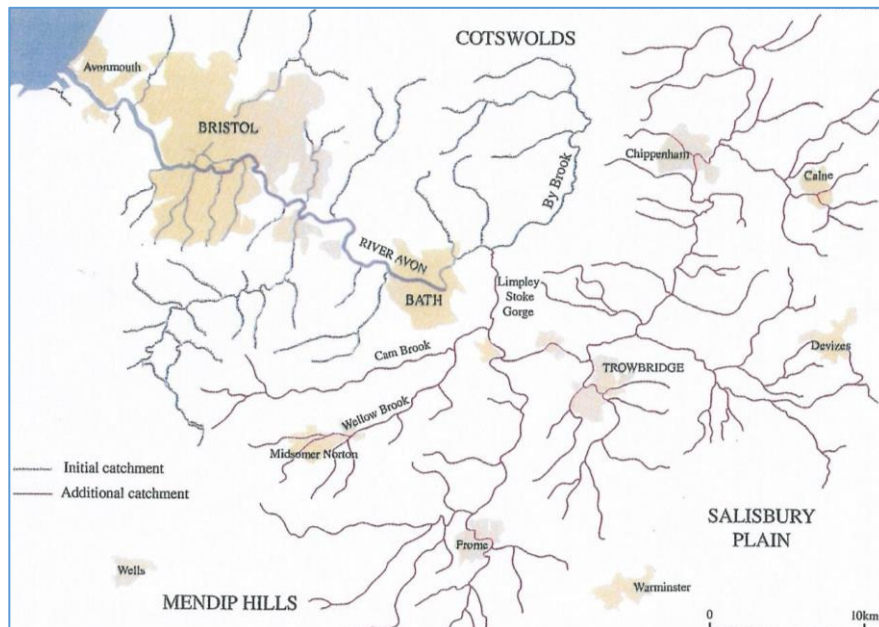 COTSWOLDS
Avonmouth
BRISTOL
Chippenham
Calne
By Brook
RIVER AVON
BATH
Limpley
Stoke
Gorge
Cam Brook
TROWBRIDGE
Devizes
Wellow Brook
Midsomer Norton
Initial catchment
Additional catchment
SALISBURY
PLAIN
Frome
Wells
MENDIP HILLS
Warminster
0 10km